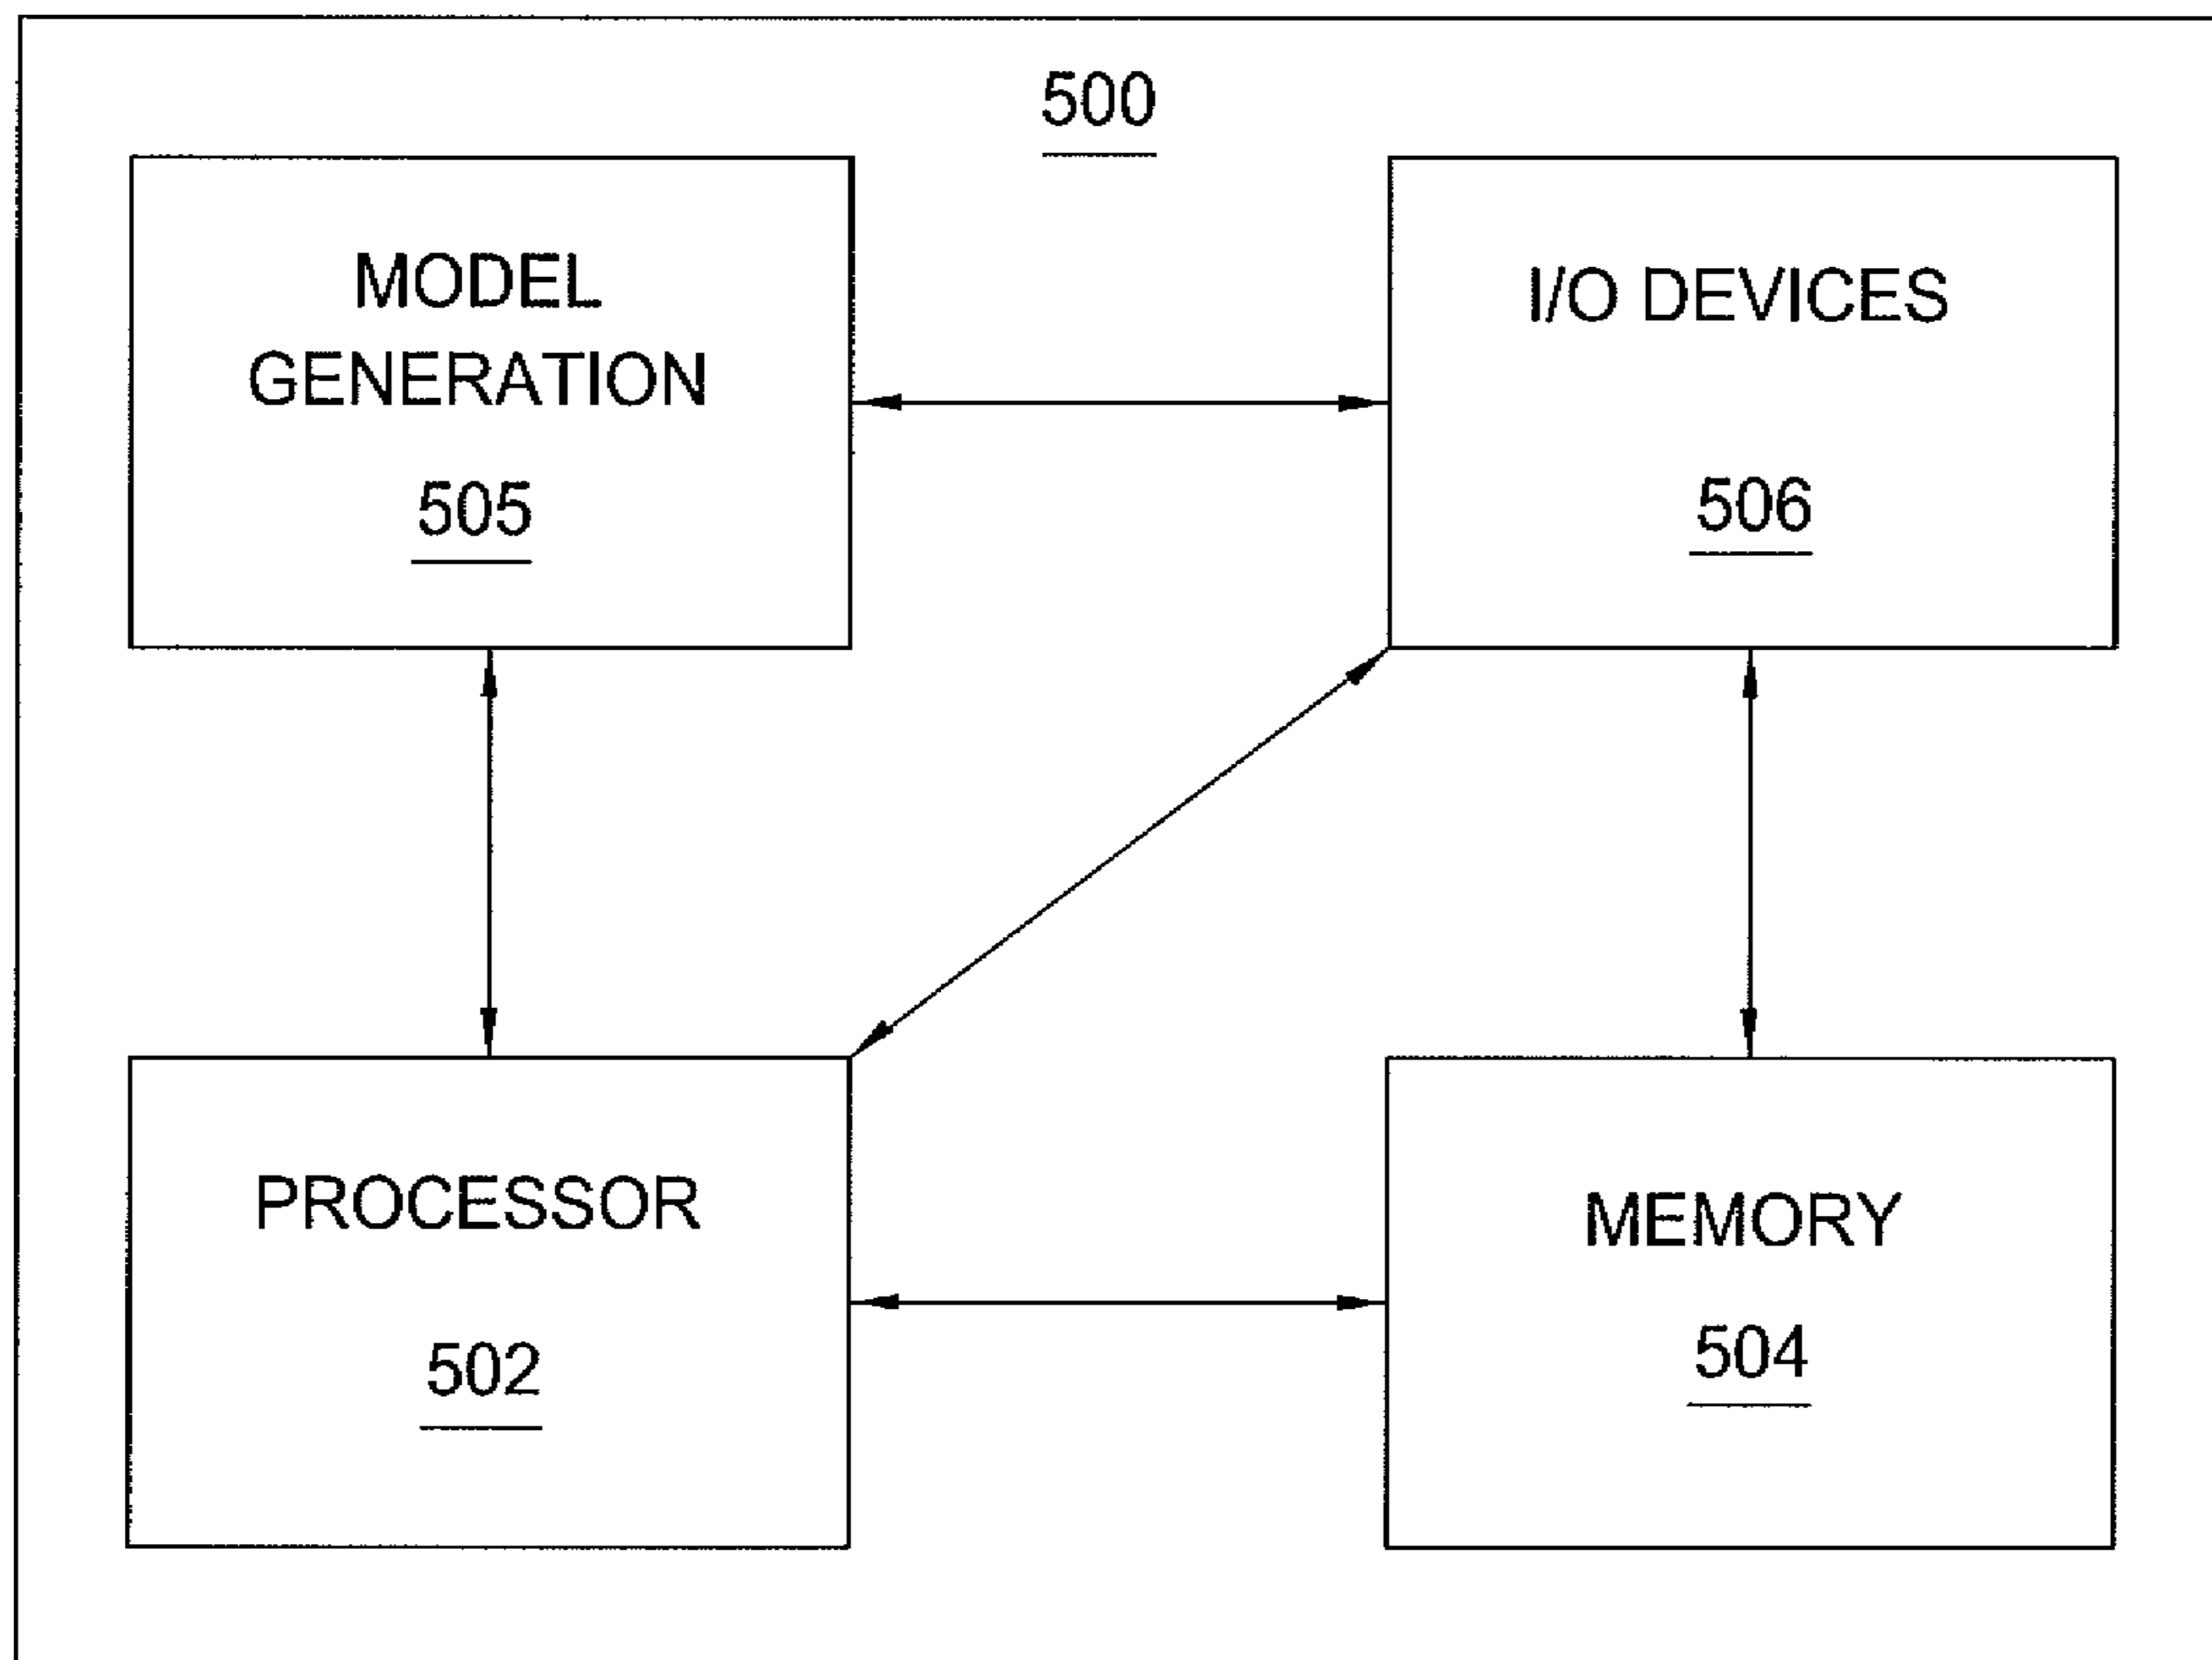 500
MODEL
GENERATION
505
I/O DEVICES
506
PROCESSOR
502
MEMORY
504